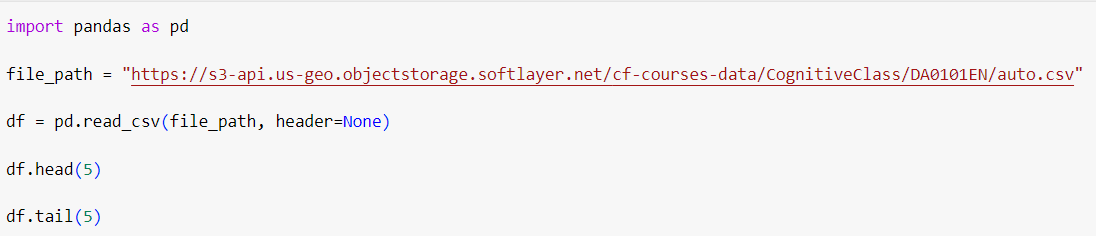 import pandas as pd
file_path = "https://s3-api.us-geo.objectstorage.softlayer.net/cf-courses-data/CognitiveClass/DA0101EN/auto.csv"
df = pd.read_csv(file_path, header=None)
df.head(5)
df.tail(5)